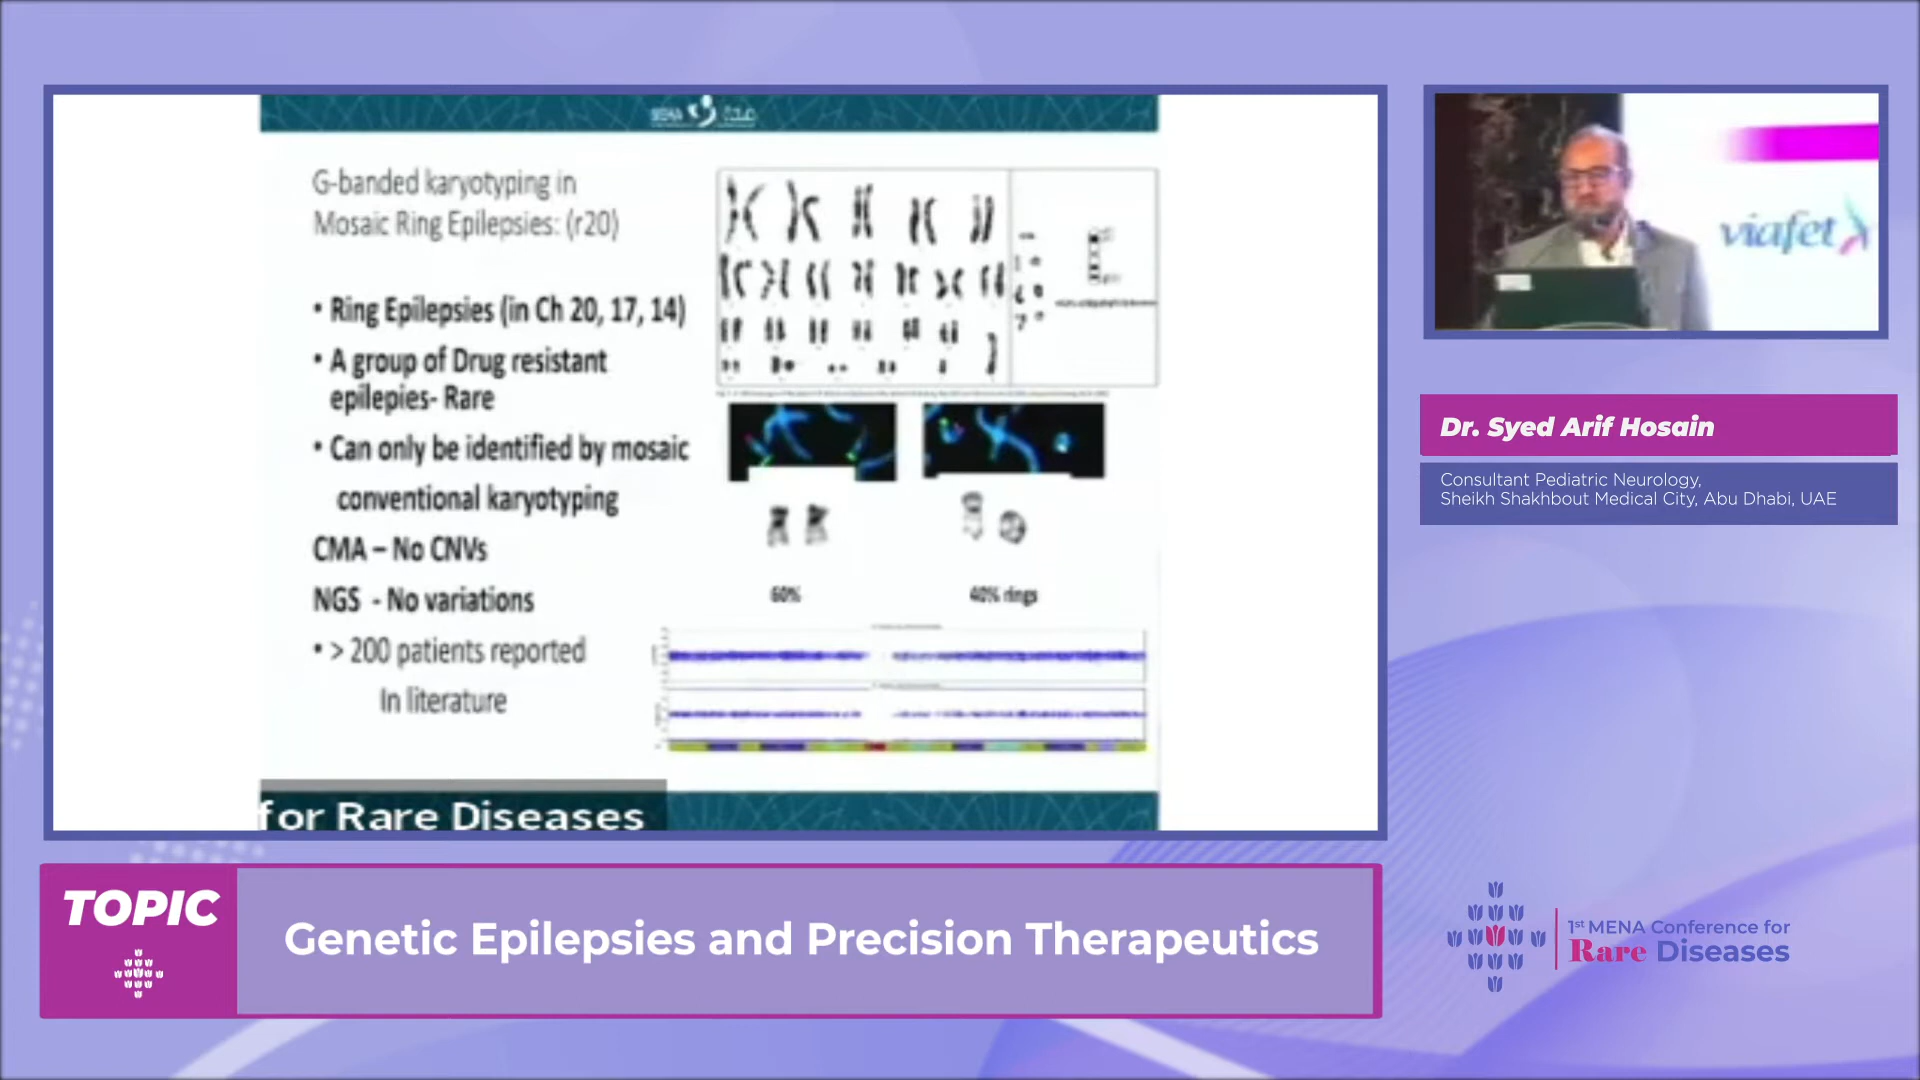 MENA
G-banded karyotyping in
Mosaic Ring Epilepsies: (r20)
• Ring Epilepsies (in Ch 20, 17, 14)
• A group of Drug resistant
epilepies- Rare
• Can only be identified by mosaic
conventional karyotyping
CMA – No CNVs
NGS - No variations
• > 200 patients reported
In literature
60%
40% rings
for Rare Diseases
viafet
Dr. Syed Arif Hosain
Consultant Pediatric Neurology,
Sheikh Shakhbout Medical City, Abu Dhabi, UAE
TOPIC
Genetic Epilepsies and Precision Therapeutics
1st MENA Conference for
Rare Diseases